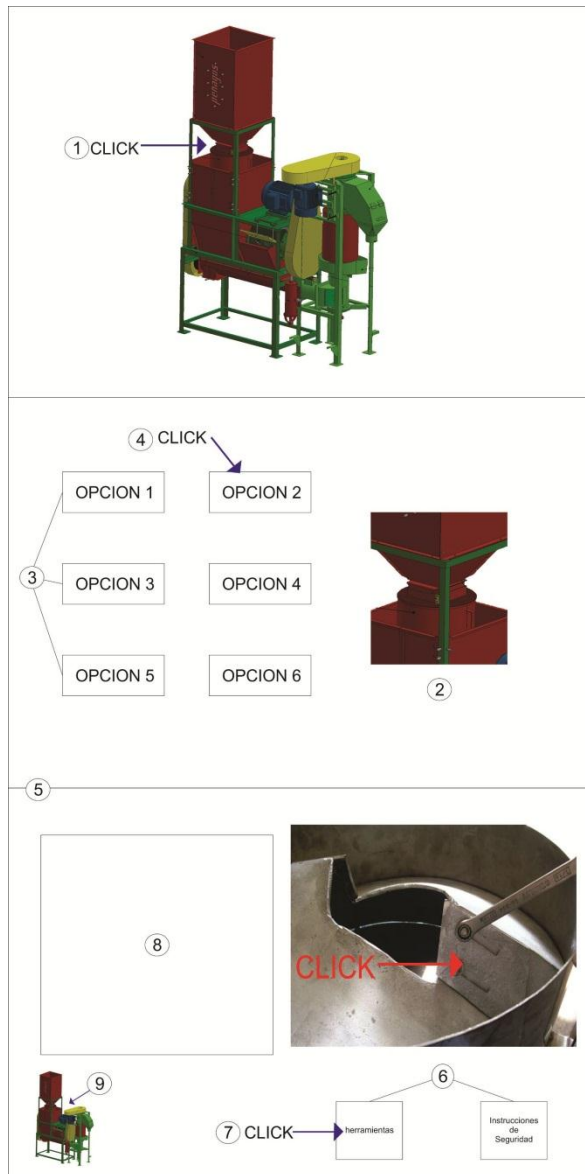 penagos
1 CLICK
4 CLICK
OPCION 1 OPCION 2
3
OPCION 3 OPCION 4
OPCION 5 OPCION 6
2
5
8
CLICK
9
6
7 CLICK
herramientas
Instrucciones
de
Seguridad